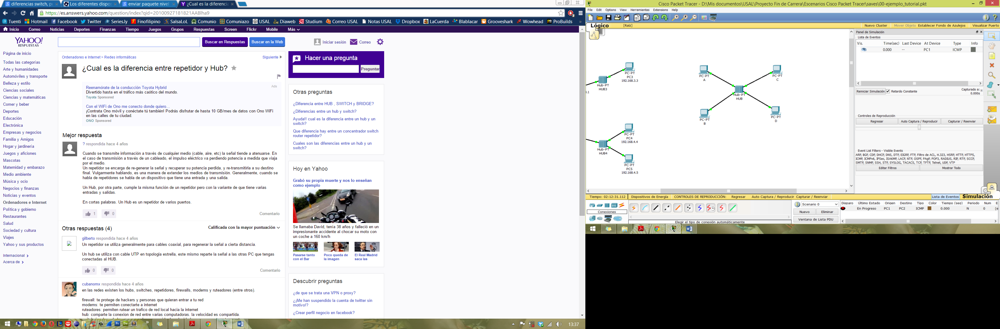 diferencias switch, pu
Los diferentes dispos
enviar paquete nivel
¿Cual es la diferencia
https://es.answers.yahoo.com/question/index?qid=20100927181821AABlha9
Tuenti
Hotmail
Facebook
Twitter
Series.ly
Finofilipino
SalsaLoL
Comunio
Comuniazo
USAL
Diaweb
Studium
Correo USAL
Notas USAL
Dropbox
LaCuerda
Blablacar
Grooveshark
Wowhead
ProBuilds
Inicio
Correo
Noticias
Deportes
Finanzas
Tiempo
Juegos
Grupos
Respuestas
Screen
Flickr
Mobile
Más
YAHOO!
RESPUESTAS
Buscar en Respuestas
Buscar en la Web
Iniciar sesión
Correo
Página de inicio
Todas las categorías
Arte y humanidades
Automóviles y transporte
Belleza y estilo
Ciencias sociales
Ciencias y matemáticas
Comer y beber
Deportes
Educación
Electrónica
Empresas y negocios
Familia y Amigos
Hogar y jardinería
Juegos y aficiones
Mascotas
Maternidad y embarazo
Medio ambiente
Música y ocio
Negocios y finanzas
Noticias y eventos
Ordenadores e Internet
Política y gobierno
Restaurantes
Salud
Sociedad y cultura
Viajes
Yahoo y sus productos
Internacional
Acerca de
Ordenadores e Internet > Redes informáticas
Siguiente
¿Cual es la diferencia entre repetidor y Hub?
Reenamórate de la conducción Toyota Hybrid
Ads
Divertido hasta en el tráfico más caótico del mundo.
Toyota Sponsored
Con el WiFi de Ono me conecto donde quiero...
¡Contrata Ono móvil y conéctate tú también! Podrás disfrutar de hasta 10 GB/mes de datos con Ono WiFi
en las calles de tu ciudad.
ONO Sponsored
Mejor respuesta
? respondida hace 4 años
Cuando se transmite información a través de cualquier medio (cable, aire, etc) la señal tiende a atenuarse. En
el caso de transmisión a través de un cableado, el impulso eléctrico va perdiendo potencia a medida que viaja
por el medio.
Un repetidor se encarga de re-generar la señal y recuperar su potencia perdida, y re-transmitirla a su destino
final. Vulgarmente hablando, es una manera de extender los medios de transmisión. Generalmente, cuando se
habla de repetidores se habla de un dispositivo que tiene una entrada y una salida.
Un Hub, por otra parte, cumple la misma función de un repetidor pero con la variante de que tiene varias
entradas y salidas.
En cortas palabras. Un Hub es un repetidor de varios puertos.
1
0
Comentario
Otras respuestas (4)
Calificada con la mayor puntuación
gilberto respondida hace 4 años
Un repetidor se utiliza generalmente para cables coaxial, para regenerar la señal a cierta distancia.
Un hub se utiliza con cable UTP en topologia estrella, este mismo reparte la señal a las otras PC que tengas
conectadas al HUB.
0
0
Comentario
cubanomx respondida hace 4 años
en las redes existen los hubs, switches, repetidores, firewalls, modems y ruteadores (entre otros).
firewall: te protege de hackers y personas que quieran entrar a tu red
modems: te permiten conectarte a internet
ruteadores: permiten rutear un trafico de red local hacia la internet
hub: comparte la conexion de red entre varias computadoras. la velocidad es compartida.
Hacer una pregunta
Preguntar
Otras preguntas
¿Diferencia entre HUB , SWITCH y BRIDGE?
¿Diferencias entre un hub y switch?
Ayuda!! cual es la diferencia entre un hub y un
switch?
Que diferencia hay entre un concentrador switch
router repetidor?
Cuales son las diferencias entre un hub y un
switch?
Hoy en Yahoo
Grabó su propia muerte y nos lo enseñan
como ejemplo
Se llamaba David, tenía 38 años y falleció en un
impresionante accidente al chocar su moto con
un coche a 160 km/h
Pasarse tanto
con el Bar
Poco queda de
la imagen
El Real Madrid
saca las
Descubrir preguntas
¿de que se trata una VPN o proxy?
¿¡Me han suspendido la cuenta de twitter sin
motivo!?
¿Crear perfil negocio en facebook?
13:37
Cisco Packet Tracer - D:\Mis documentos\USAL\Proyecto Fin de Carrera\Escenarios Cisco Packet Tracer\saves\00-ejemplo_tutorial.pkt
File
Edit
Options
View
Herramientas
Extensions
Help
Lógico
[Raíz]
Nuevo Cluster
Mover Objeto
Establecer Fondo de Azulejos
Visualizar Puerto
PC-PT
PC3
192.168.3.3
Hub-PT
HUB3
.1
PC-PT
A
PC-PT
C
Hub-PT
HUB
PC-PT
B
PC-PT
D
PC-PT
PC4
192.168.4.4
Hub-PT
HUB4
PC-PT
PC5
192.168.4.5
Panel de Simulación
Lista de Eventos
Vis.
Time(sec)
Last Device
At Device
Type
Info
0.000
--
PC1
ICMP
Reiniciar Simulación
Retardo Constante
Capturado a:
0.000s
Controles de Reproducción
Regresar
Auto Captura / Reproducir
Capturar / Reenviar
Event List Filters - Visible Events
ARP, BGP, CDP, DHCP, DNS, DTP, EIGRP, FTP, Filtro de ACL, H.323, HSRP, HTTP, HTTPS,
ICMP, ICMPv6, IPSec, ISAKMP, LACP, NTP, OSPF, PAgP, POP3, RADIUS, RIP, RTP, SCCP,
SMTP, SNMP, SSH, STP, SYSLOG, TACACS, TCP, TFTP, Telnet, UDP, VTP
Editar Filtros
Mostrar Todo
Tiempo: 02:12:31.112
Dispositivos de Energía
CONTROLES DE REPRODUCCIÓN:
Regresar
Auto Captura / Reproducir
Capturar / Reenviar
Lista de Eventos
Simulación
Conexiones
Elegir el tipo de conexión automáticamente
Scenario 0
Nuevo
Eliminar
Ventana de Lista PDU
Disparo
Último Estado
Origen
Destino
Tipo
Color
Tiempo (seg)
Periodo
Num
E
En Progreso
PC1
PC2
ICMP
0.000
N
0
(e